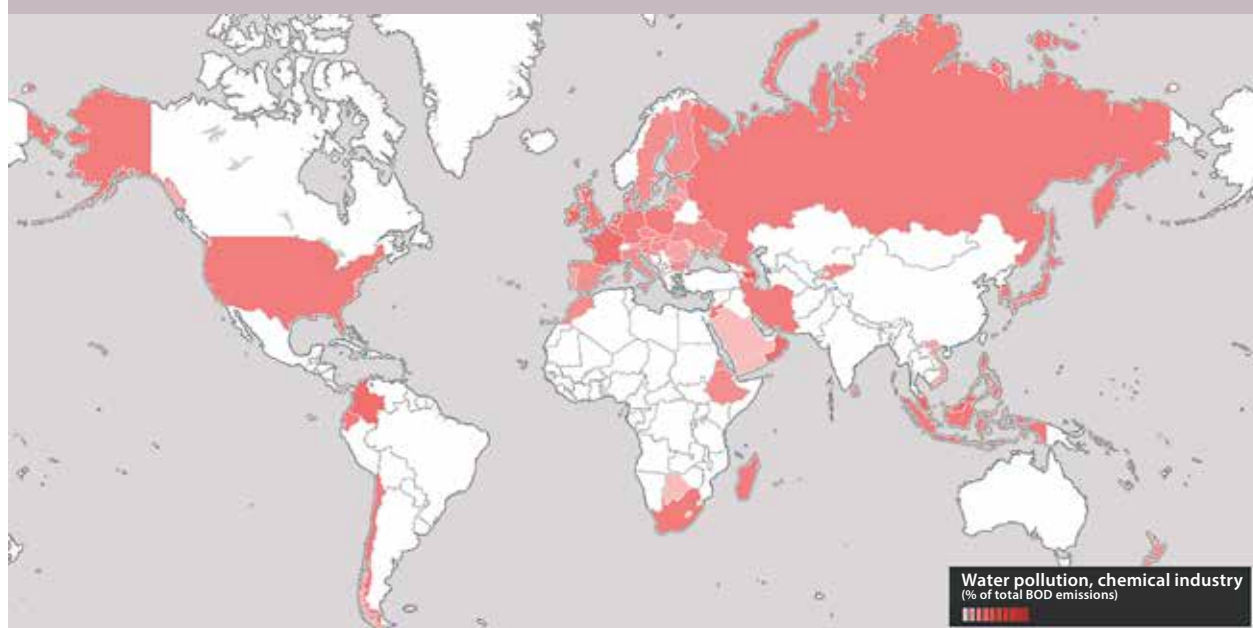 Water pollution, chemical industry
(% of total BOD emissions)